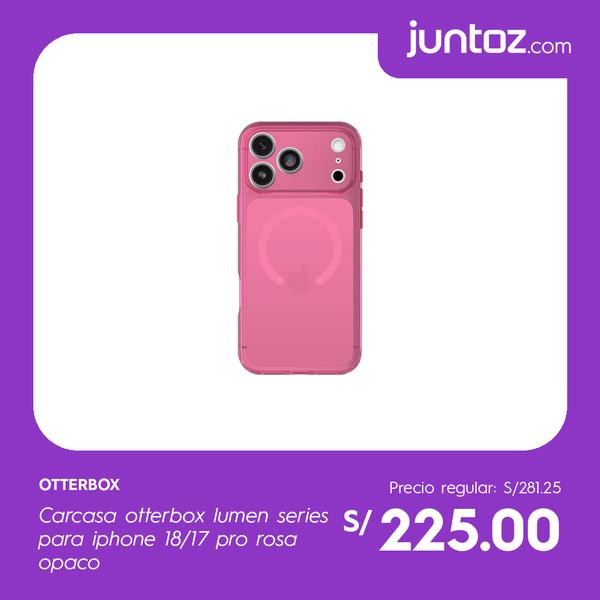 juntoz.com
OTTERBOX
Carcasa otterbox lumen series
para iphone 18/17 pro rosa
opaco
Precio regular: S/281.25
S/ 225.00